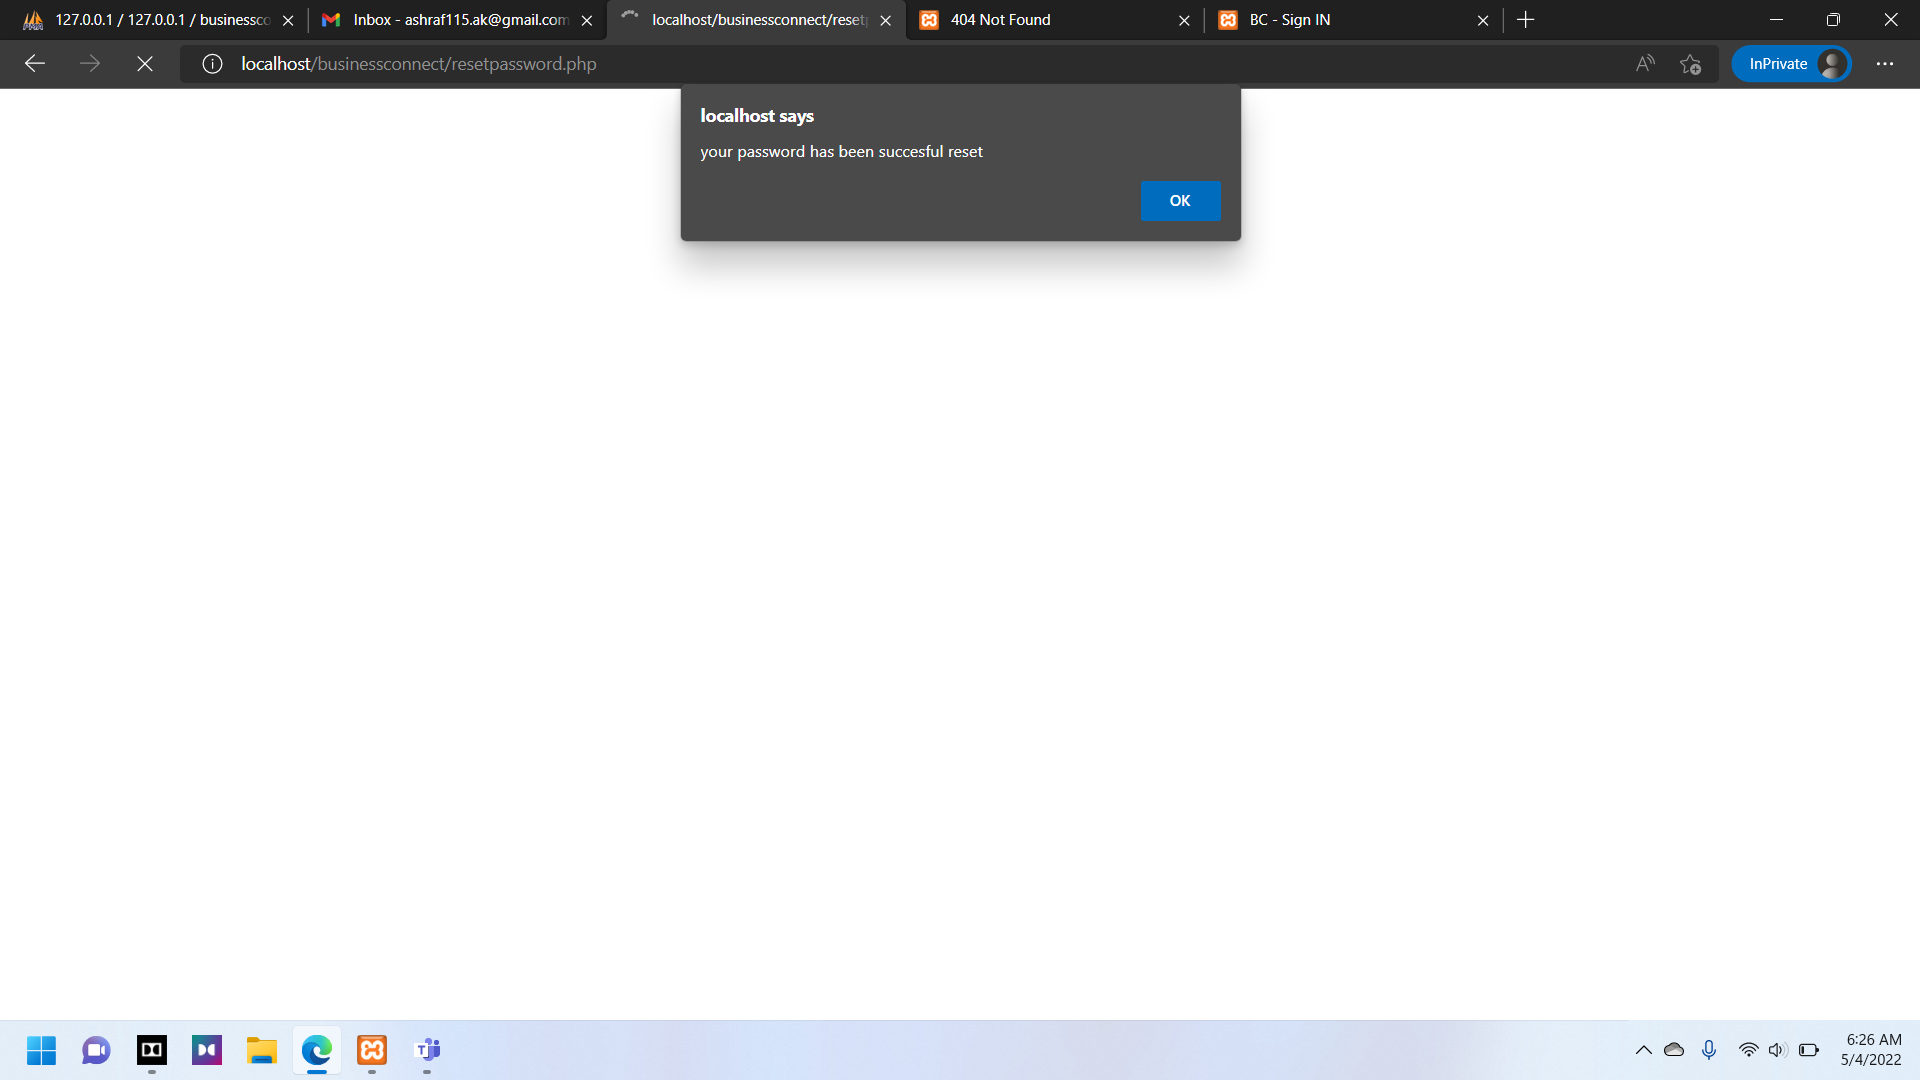 127.0.0.1 / 127.0.0.1 / businessco
Inbox - ashraf115.ak@gmail.com
localhost/businessconnect/reset
404 Not Found
BC - Sign IN
localhost/businessconnect/resetpassword.php
InPrivate
localhost says
your password has been succesful reset
OK
6:26 AM
5/4/2022